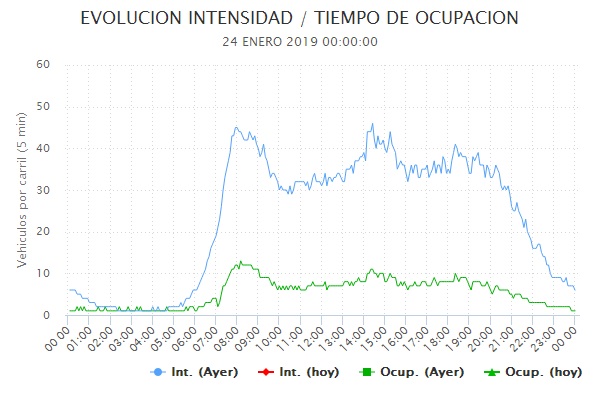 EVOLUCION INTENSIDAD / TIEMPO DE OCUPACION
24 ENERO 2019 00:00:00
Vehiculos por carril (5 min)
60
50
40
30
20
10
0
00:00 01:00 02:00 03:00 04:00 05:00 06:00 07:00 08:00 09:00 10:00 11:00 12:00 13:00 14:00 15:00 16:00 17:00 18:00 19:00 20:00 21:00 22:00 23:00 00:00
Int. (Ayer) Int. (hoy) Ocup. (Ayer) Ocup. (hoy)